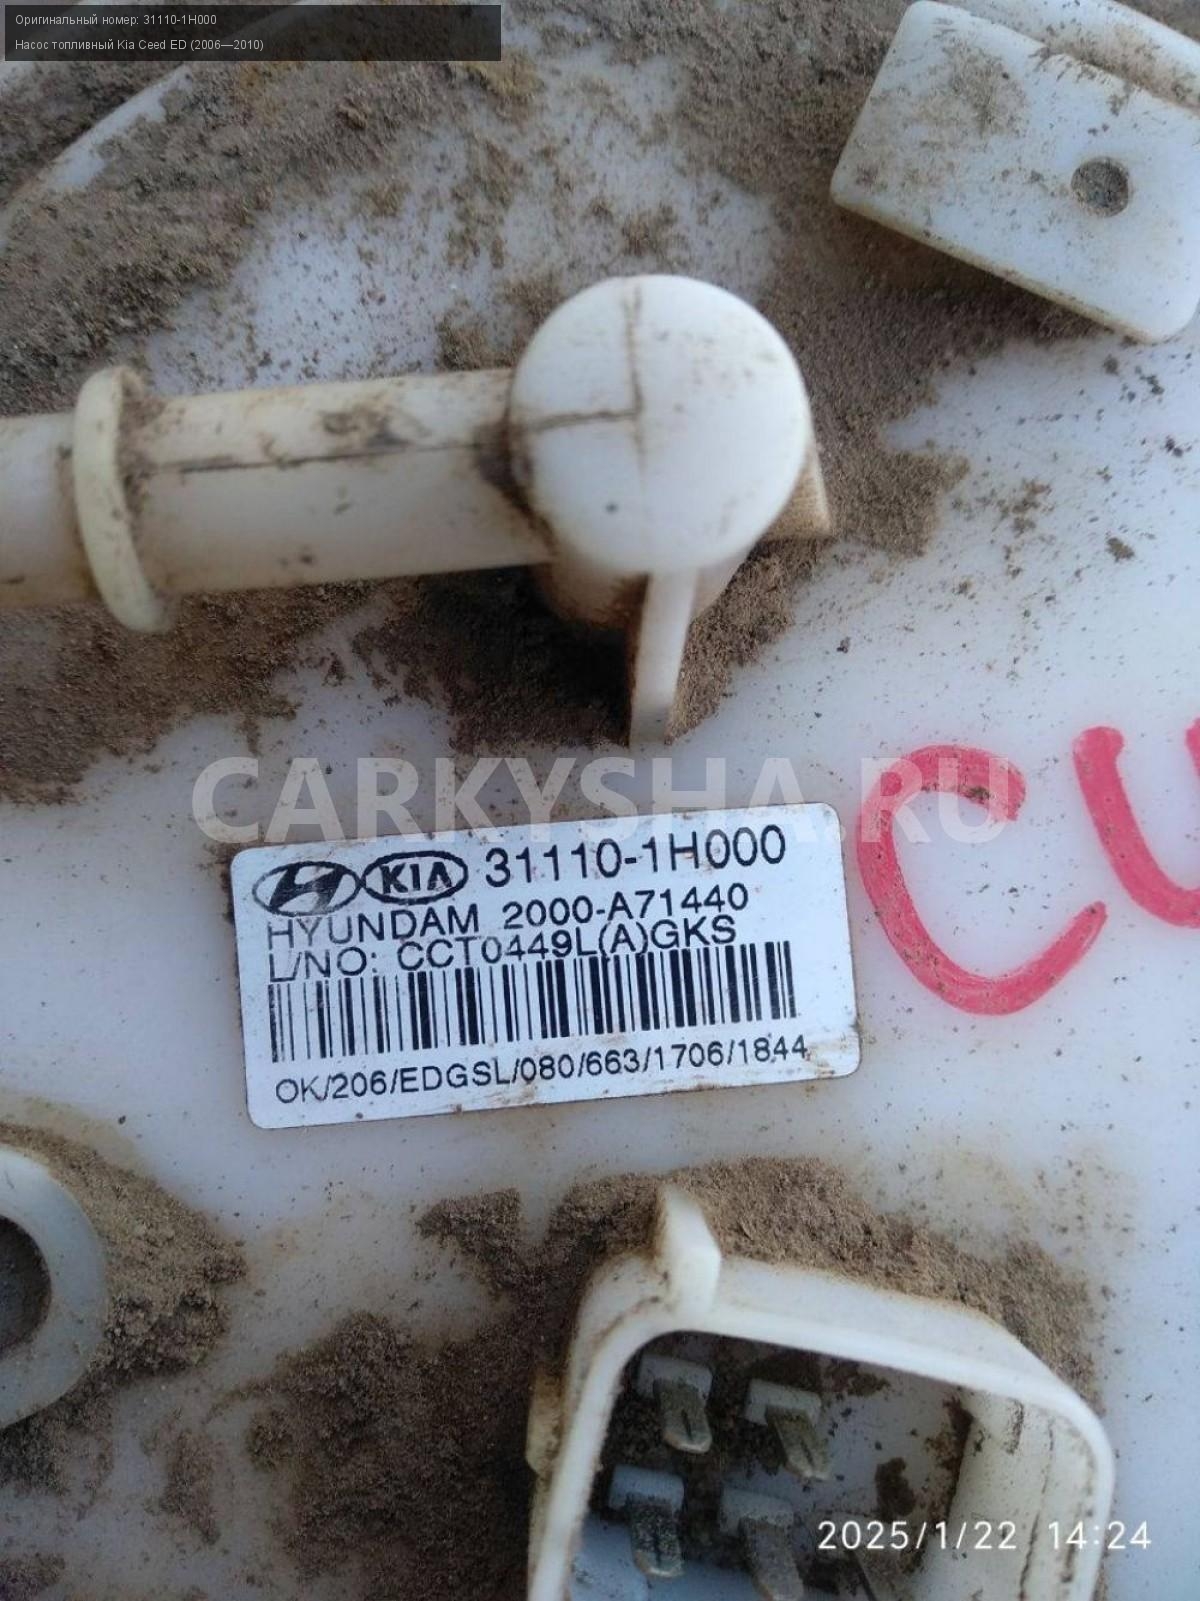 Оригинальный номер: 31110-1H000
Насос топливный Kia Ceed ED (2006—2010)
CARKYSHA.RU
KIA 31110-1H000
HYUNDAM 2000-A71440
L/NO: CCT0449L(A)GKS
OK/206/EDGSL/080/663/1706/1844
2025/1/22 14:24